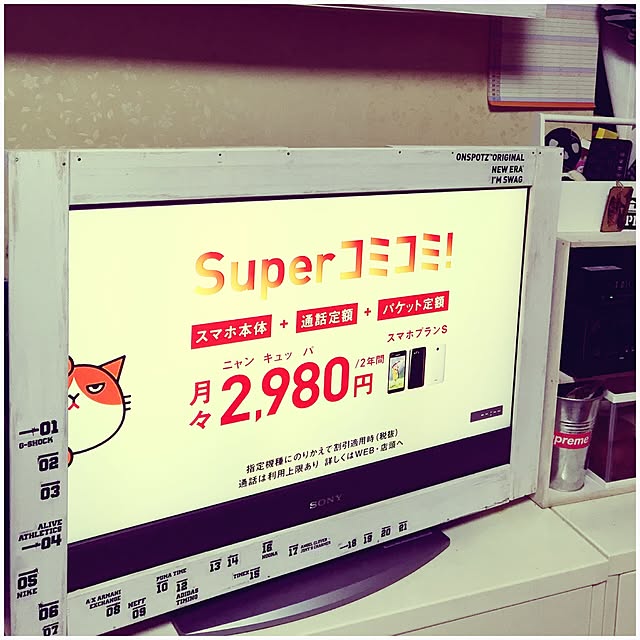 ONSPOTZ™ORIGINAL
NEW ERA
I'M SWAG
Superコミコミ!
スマホ本体 + 通話定額 + パケット定額
ニャン キュッ パ
月々2,980円
/2年間
スマホプランS
指定機種にのりかえて割引適用時(税抜)
通話は利用上限あり 詳しくはWEB・店頭へ
SONY
01
G-SHOCK
02
03
ALIVE
ATHLETICS
04
05
NIKE
06
07
A|X ARMANI
EXCHANGE
08
NEFF
09
PUMA TIME
10
12
ADIDAS
TIMING
13
14
TIMEX
15
16
17
18
19
20
21
preme